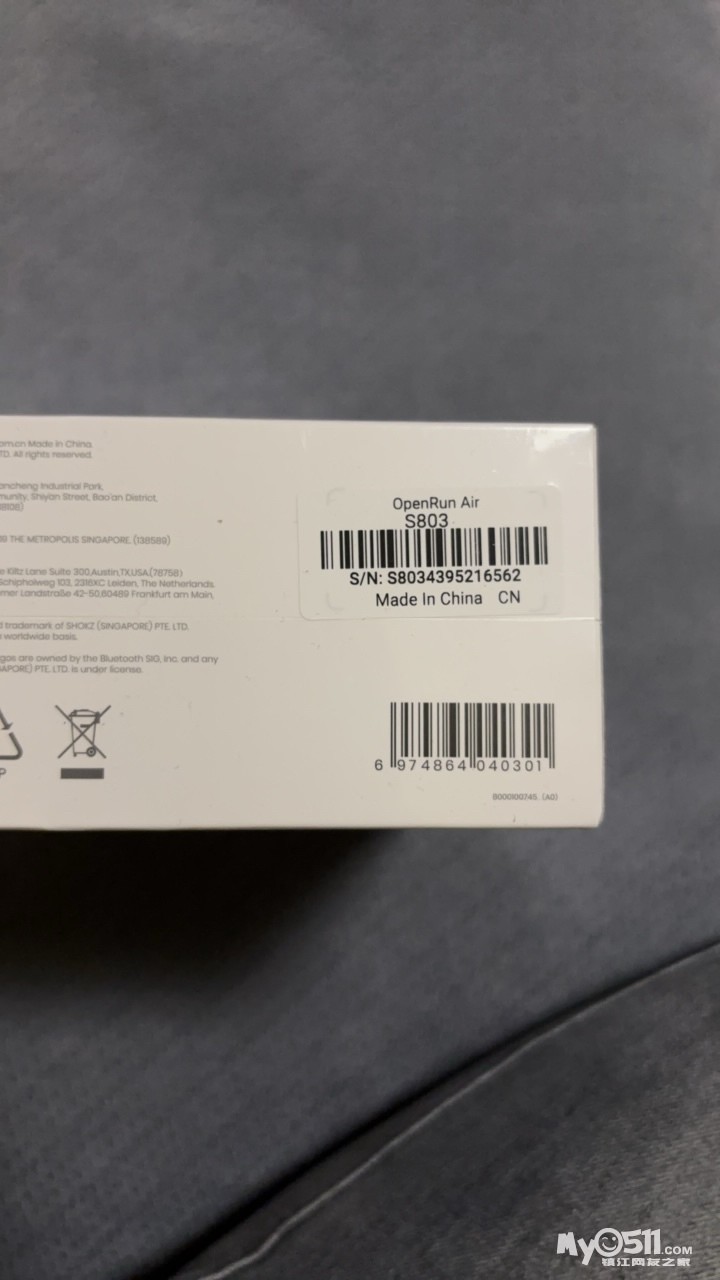 om.cn Made in China
TD. All rights reserved.
ancheng Industrial Park,
munity, Shiyan Street, Bao'an District,
18108)
19 THE METROPOLIS SINGAPORE (138589)
e Kiltz Lane Suite 300,Austin,TX,USA.(78758)
Schipholweg 103, 2316XC Leiden, The Netherlands.
mer Landstraße 42-50,60489 Frankfurt am Main,
d trademark of SHOKZ (SINGAPORE) PTE. LTD.
worldwide basis.
gos are owned by the Bluetooth SIG, Inc. and any
APORE) PTE. LTD. is under license.
P
OpenRun Air
S803
S/N: S8034395216562
Made In China CN
6 974864 040301
8000100745. (A0)
My0511.COM
镇江网友之家